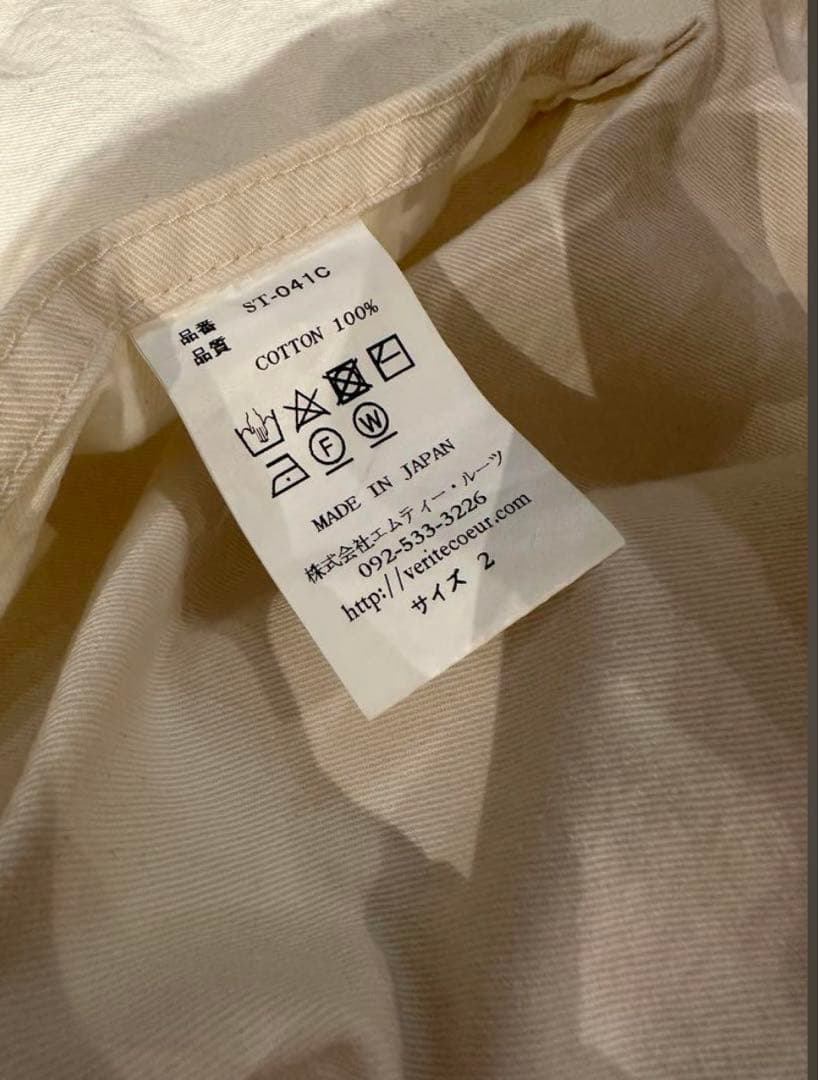 品番 ST-041C
品質 COTTON 100%
F W
MADE IN JAPAN
株式会社エムティー・ルーツ
092-533-3226
http://veritecoeur.com
サイズ 2